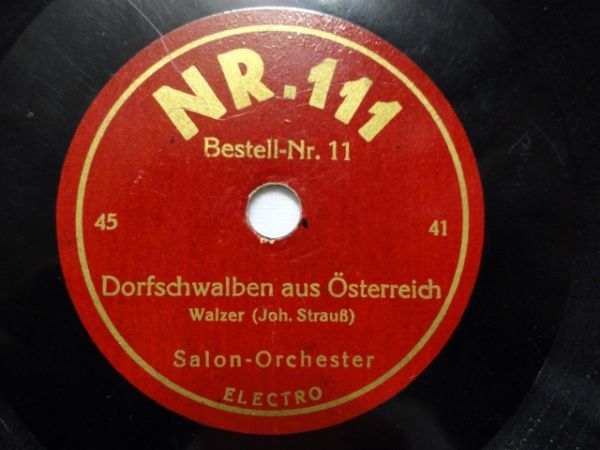 NR. 111
Bestell-Nr. 11
45 41
Dorfschwalben aus Österreich
Walzer (Joh. Strauß)
Salon-Orchester
ELECTRO